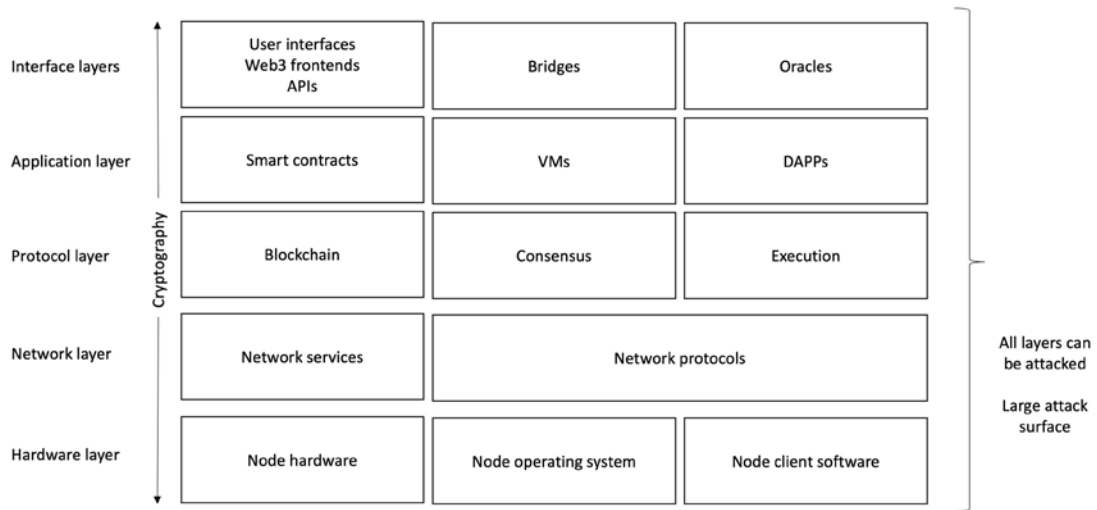 Interface layers
User interfaces
Web3 frontends
APIs
Bridges
Oracles
Application layer
Smart contracts
VMs
DAPPs
Cryptography
Protocol layer
Blockchain
Consensus
Execution
Network layer
Network services
Network protocols
Hardware layer
Node hardware
Node operating system
Node client software
All layers can
be attacked
Large attack
surface